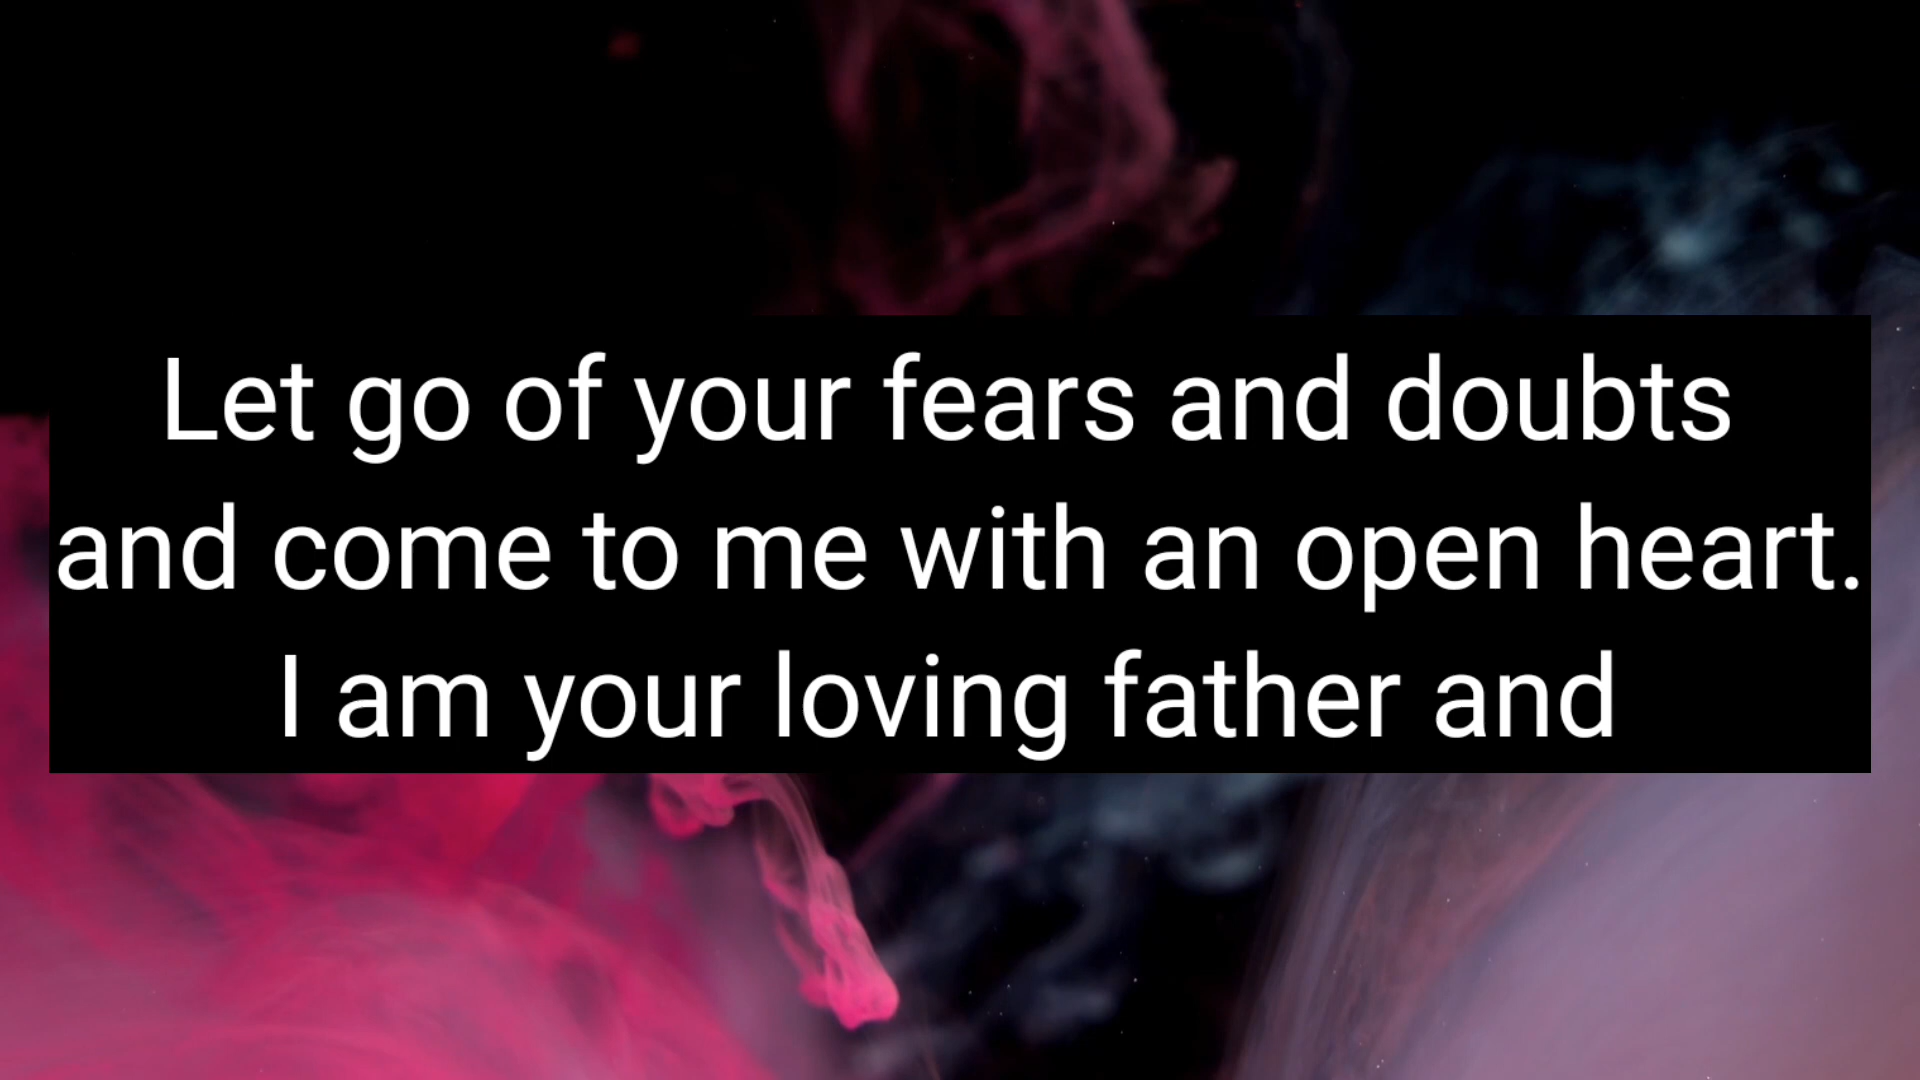 Let go of your fears and doubts
and come to me with an open heart.
I am your loving father and